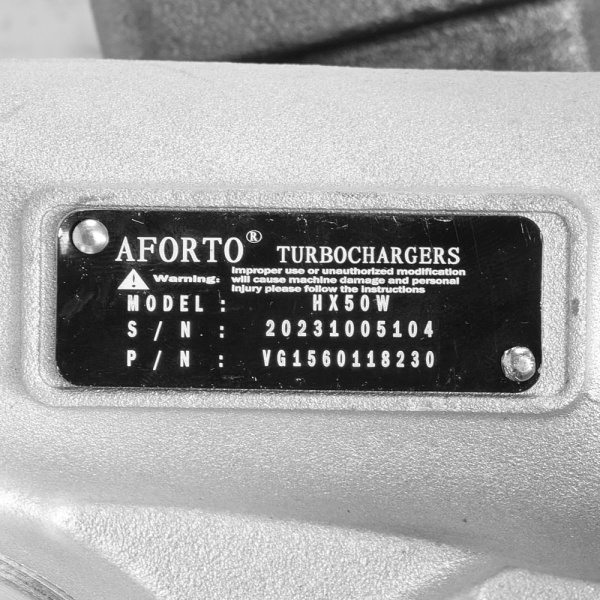 AFORTO® TURBOCHARGERS
Warning: Improper use or unauthorized modification
will cause machine damage and personal
injury please follow the instructions
MODEL: HX50W
S/N: 20231005104
P/N: VG1560118230